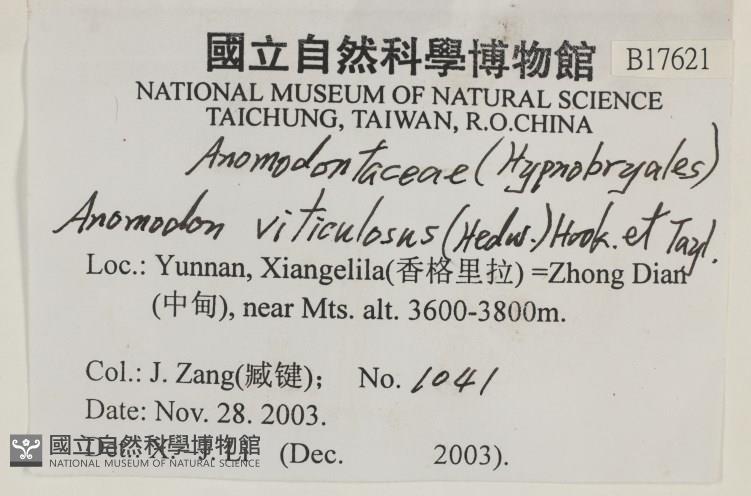 國立自然科學博物館 B17621
NATIONAL MUSEUM OF NATURAL SCIENCE
TAICHUNG, TAIWAN, R.O.CHINA
Anomodontaceae (Hypnobryales)
Anomodon viticulosus (Hedw.) Hook. et Tayl.
Loc.: Yunnan, Xiangelila(香格里拉) =Zhong Dian
(中甸), near Mts. alt. 3600-3800m.
Col.: J. Zang(臧键); No. 1041
Date: Nov. 28. 2003.
Det.: X. - J. Li (Dec. 2003).
國立自然科學博物館
NATIONAL MUSEUM OF NATURAL SCIENCE